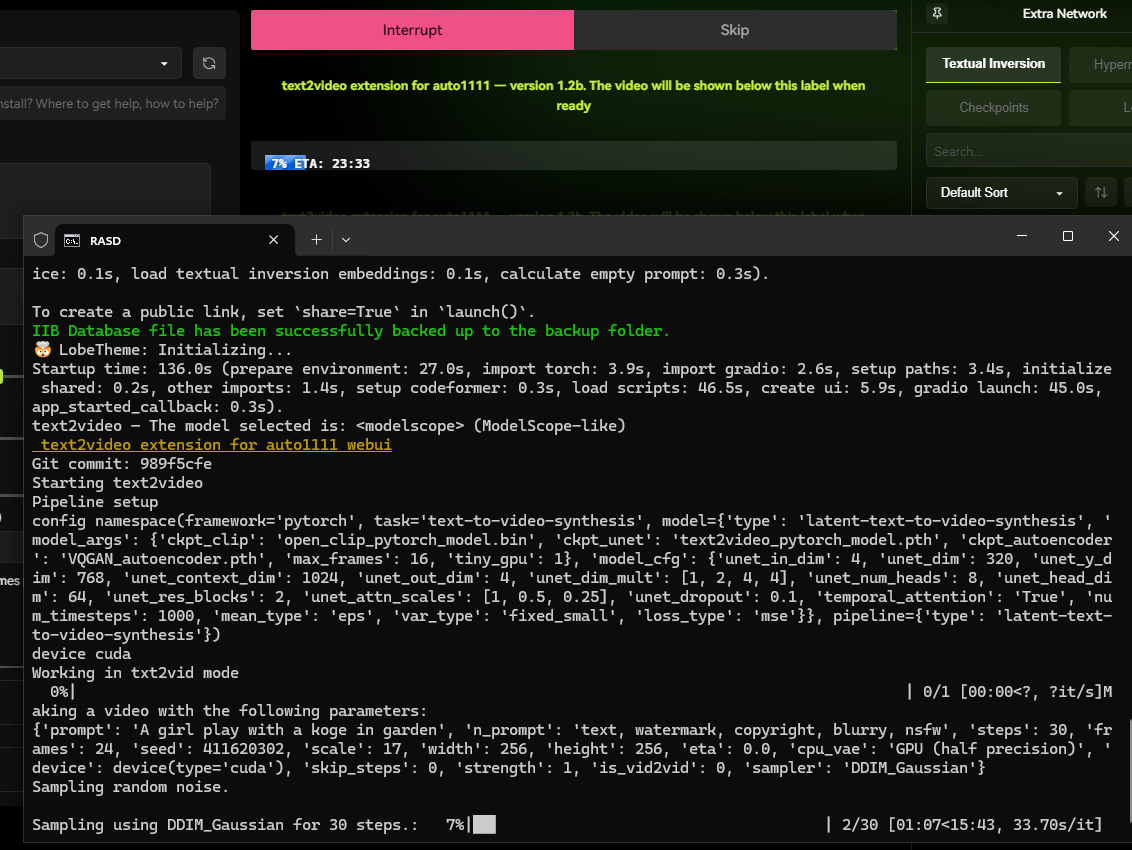 Interrupt
Skip
Extra Network
Textual Inversion
Checkpoints
nstall? Where to get help, how to help?
text2video extension for auto1111 — version 1.2b. The video will be shown below this label when
ready
Search...
7% ETA: 23:33
Default Sort
RASD
ice: 0.1s, load textual inversion embeddings: 0.1s, calculate empty prompt: 0.3s).
To create a public link, set `share=True` in `launch()`.
IIB Database file has been successfully backed up to the backup folder.
🤯 LobeTheme: Initializing...
Startup time: 136.0s (prepare environment: 27.0s, import torch: 3.9s, import gradio: 2.6s, setup paths: 3.4s, initialize
shared: 0.2s, other imports: 1.4s, setup codeformer: 0.3s, load scripts: 46.5s, create ui: 5.9s, gradio launch: 45.0s,
app_started_callback: 0.3s).
text2video — The model selected is: <modelscope> (ModelScope-like)
text2video extension for auto1111 webui
Git commit: 989f5cfe
Starting text2video
Pipeline setup
config namespace(framework='pytorch', task='text-to-video-synthesis', model={'type': 'latent-text-to-video-synthesis', '
model_args': {'ckpt_clip': 'open_clip_pytorch_model.bin', 'ckpt_unet': 'text2video_pytorch_model.pth', 'ckpt_autoencoder
': 'VQGAN_autoencoder.pth', 'max_frames': 16, 'tiny_gpu': 1}, 'model_cfg': {'unet_in_dim': 4, 'unet_dim': 320, 'unet_y_d
im': 768, 'unet_context_dim': 1024, 'unet_out_dim': 4, 'unet_dim_mult': [1, 2, 4, 4], 'unet_num_heads': 8, 'unet_head_di
m': 64, 'unet_res_blocks': 2, 'unet_attn_scales': [1, 0.5, 0.25], 'unet_dropout': 0.1, 'temporal_attention': 'True', 'nu
m_timesteps': 1000, 'mean_type': 'eps', 'var_type': 'fixed_small', 'loss_type': 'mse'}}, pipeline={'type': 'latent-text-
to-video-synthesis'})
device cuda
Working in txt2vid mode
0%| | 0/1 [00:00<?, ?it/s]M
aking a video with the following parameters:
{'prompt': 'A girl play with a koge in garden', 'n_prompt': 'text, watermark, copyright, blurry, nsfw', 'steps': 30, 'fr
ames': 24, 'seed': 411620302, 'scale': 17, 'width': 256, 'height': 256, 'eta': 0.0, 'cpu_vae': 'GPU (half precision)', '
device': device(type='cuda'), 'skip_steps': 0, 'strength': 1, 'is_vid2vid': 0, 'sampler': 'DDIM_Gaussian'}
Sampling random noise.
Sampling using DDIM_Gaussian for 30 steps.: 7%| | 2/30 [01:07<15:43, 33.70s/it]